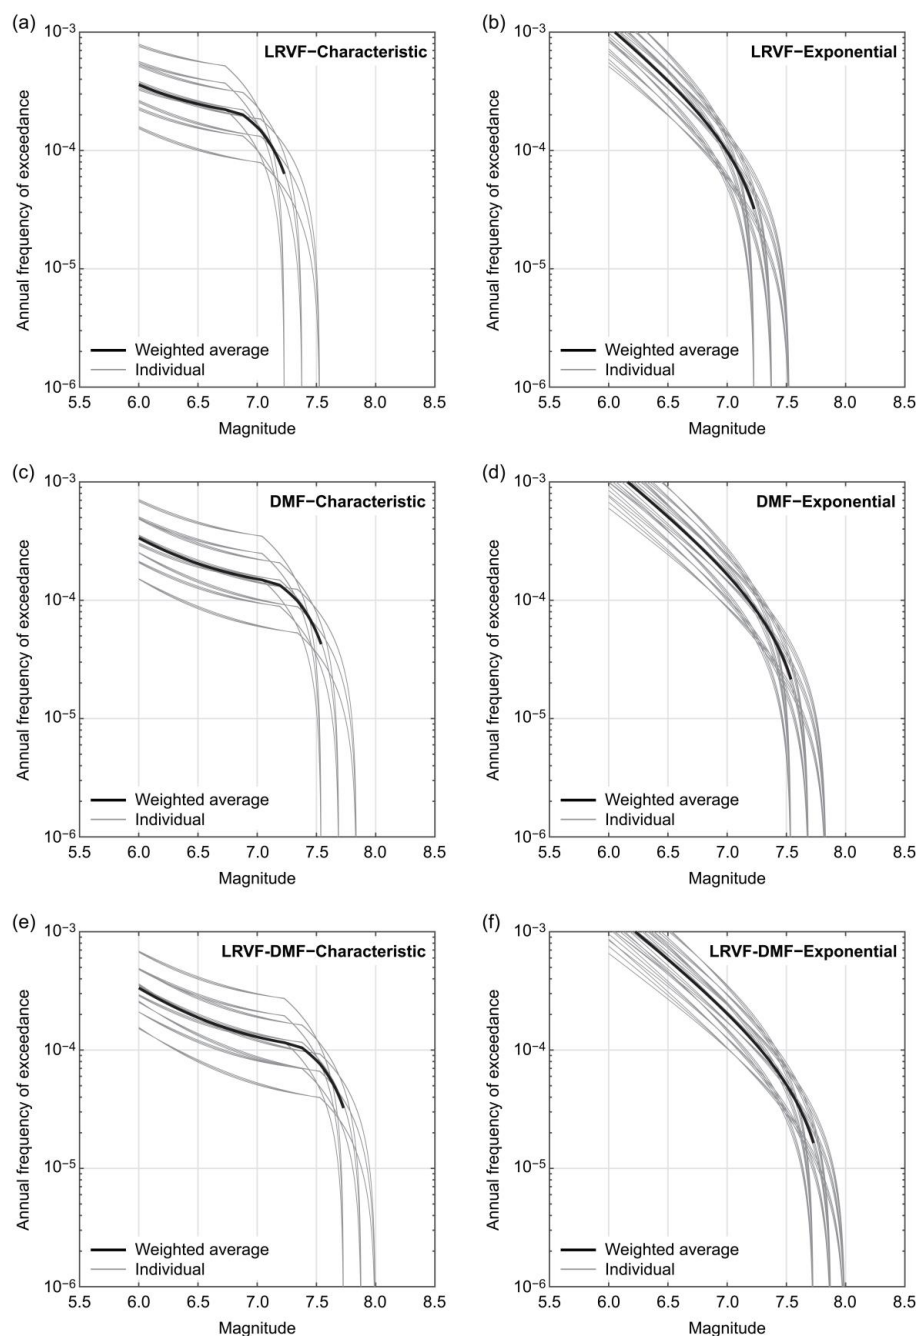 (a)
LRVF−Characteristic
Annual frequency of exceedance
10−3
10−4
10−5
10−6
Weighted average
Individual
5.5 6.0 6.5 7.0 7.5 8.0 8.5
Magnitude
(b)
LRVF−Exponential
Annual frequency of exceedance
10−3
10−4
10−5
10−6
Weighted average
Individual
5.5 6.0 6.5 7.0 7.5 8.0 8.5
Magnitude
(c)
DMF−Characteristic
Annual frequency of exceedance
10−3
10−4
10−5
10−6
Weighted average
Individual
5.5 6.0 6.5 7.0 7.5 8.0 8.5
Magnitude
(d)
DMF−Exponential
Annual frequency of exceedance
10−3
10−4
10−5
10−6
Weighted average
Individual
5.5 6.0 6.5 7.0 7.5 8.0 8.5
Magnitude
(e)
LRVF-DMF−Characteristic
Annual frequency of exceedance
10−3
10−4
10−5
10−6
Weighted average
Individual
5.5 6.0 6.5 7.0 7.5 8.0 8.5
Magnitude
(f)
LRVF-DMF−Exponential
Annual frequency of exceedance
10−3
10−4
10−5
10−6
Weighted average
Individual
5.5 6.0 6.5 7.0 7.5 8.0 8.5
Magnitude